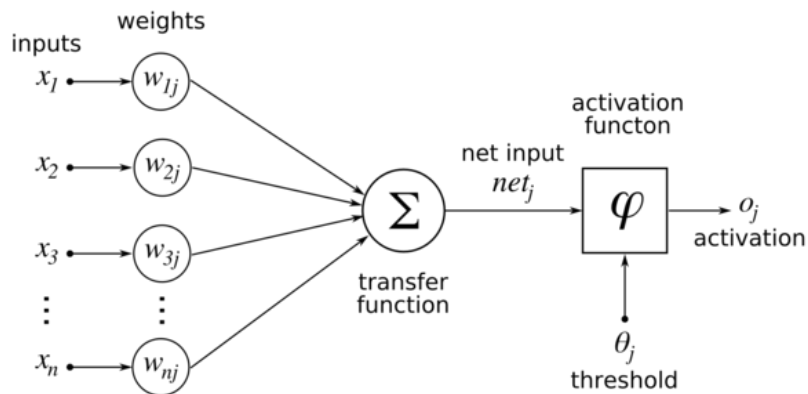 inputs
weights
x₁
w₁ⱼ
x₂
w₂ⱼ
x₃
w₃ⱼ
⋮
⋮
xₙ
wₙⱼ
Σ
transfer
function
net input
netⱼ
activation
functon
φ
oⱼ
activation
θⱼ
threshold